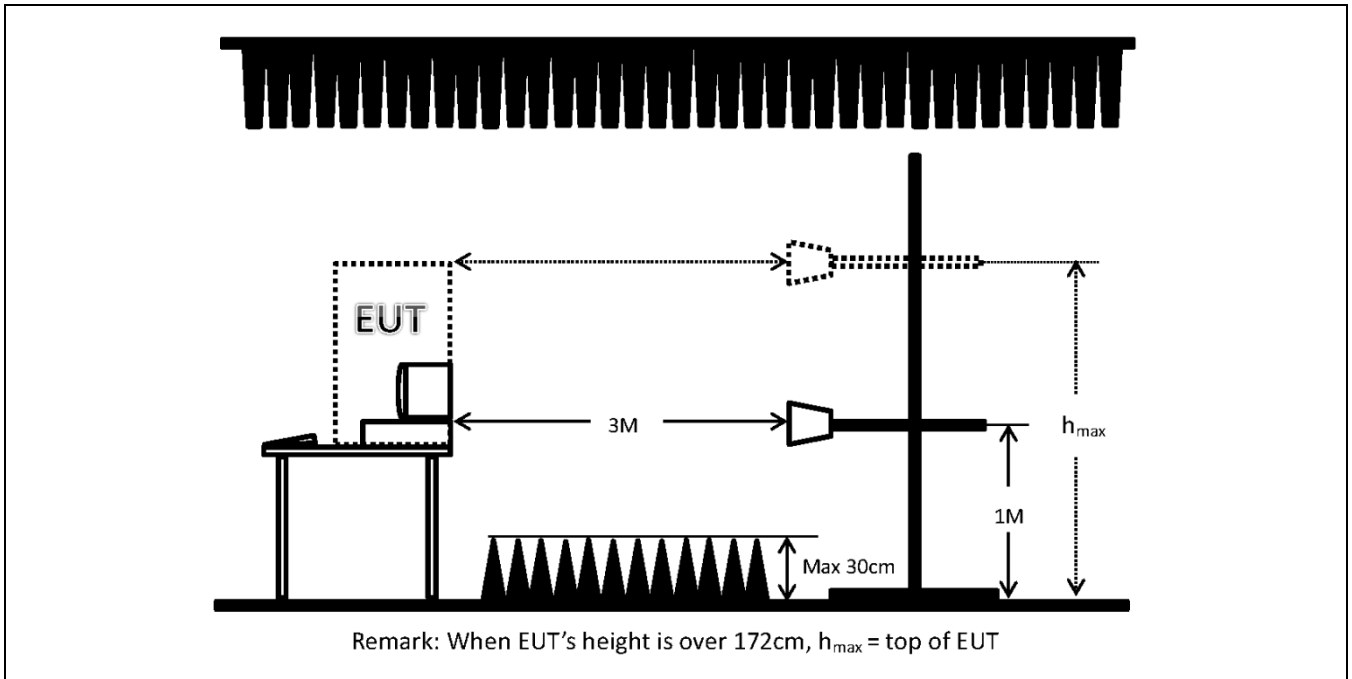 EUT
3M
hmax
1M
Max 30cm
Remark: When EUT’s height is over 172cm, hmax = top of EUT